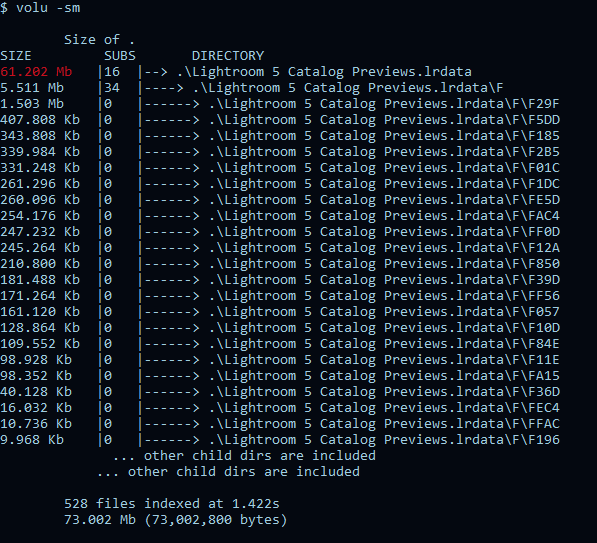 $ volu -sm
Size of .
SIZE SUBS DIRECTORY
61.202 Mb |16 |--> .\Lightroom 5 Catalog Previews.lrdata
5.511 Mb |34 |----> .\Lightroom 5 Catalog Previews.lrdata\F
1.503 Mb |0 |------> .\Lightroom 5 Catalog Previews.lrdata\F\F29F
407.808 Kb |0 |------> .\Lightroom 5 Catalog Previews.lrdata\F\F5DD
343.808 Kb |0 |------> .\Lightroom 5 Catalog Previews.lrdata\F\F185
339.984 Kb |0 |------> .\Lightroom 5 Catalog Previews.lrdata\F\F2B5
331.248 Kb |0 |------> .\Lightroom 5 Catalog Previews.lrdata\F\F01C
261.296 Kb |0 |------> .\Lightroom 5 Catalog Previews.lrdata\F\F1DC
260.096 Kb |0 |------> .\Lightroom 5 Catalog Previews.lrdata\F\FE5D
254.176 Kb |0 |------> .\Lightroom 5 Catalog Previews.lrdata\F\FAC4
247.232 Kb |0 |------> .\Lightroom 5 Catalog Previews.lrdata\F\FF0D
245.264 Kb |0 |------> .\Lightroom 5 Catalog Previews.lrdata\F\F12A
210.800 Kb |0 |------> .\Lightroom 5 Catalog Previews.lrdata\F\F850
181.488 Kb |0 |------> .\Lightroom 5 Catalog Previews.lrdata\F\F39D
171.264 Kb |0 |------> .\Lightroom 5 Catalog Previews.lrdata\F\FF56
161.120 Kb |0 |------> .\Lightroom 5 Catalog Previews.lrdata\F\F057
128.864 Kb |0 |------> .\Lightroom 5 Catalog Previews.lrdata\F\F10D
109.552 Kb |0 |------> .\Lightroom 5 Catalog Previews.lrdata\F\F84E
98.928 Kb |0 |------> .\Lightroom 5 Catalog Previews.lrdata\F\F11E
98.352 Kb |0 |------> .\Lightroom 5 Catalog Previews.lrdata\F\FA15
40.128 Kb |0 |------> .\Lightroom 5 Catalog Previews.lrdata\F\F36D
16.032 Kb |0 |------> .\Lightroom 5 Catalog Previews.lrdata\F\FEC4
10.736 Kb |0 |------> .\Lightroom 5 Catalog Previews.lrdata\F\FFAC
9.968 Kb |0 |------> .\Lightroom 5 Catalog Previews.lrdata\F\F196
... other child dirs are included
... other child dirs are included
528 files indexed at 1.422s
73.002 Mb (73,002,800 bytes)